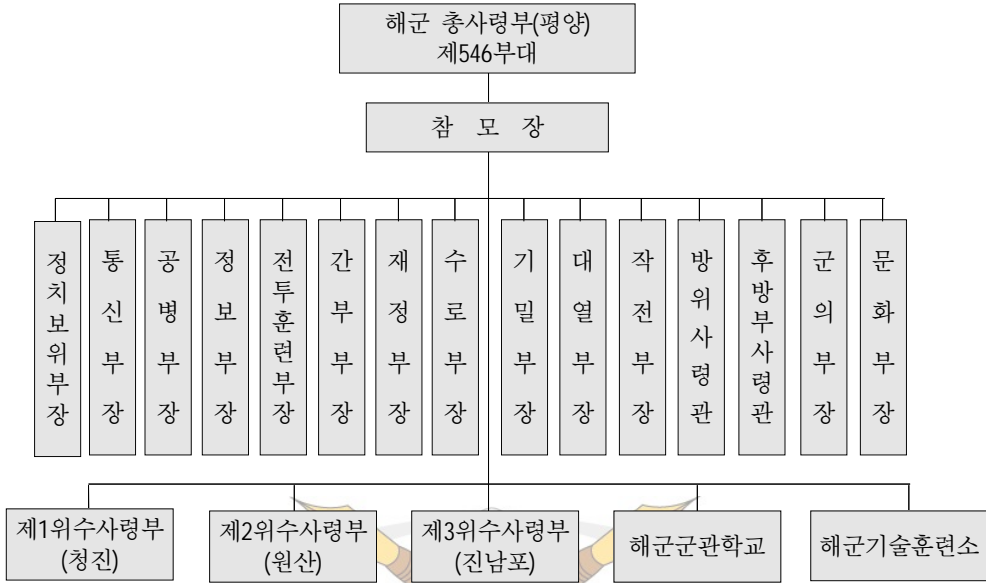 해군 총사령부(평양)
제546부대
참 모 장
정치보위부장
통신부장
공병부장
정보부장
전투훈련부장
간부부장
재정부장
수로부장
기밀부장
대열부장
작전부장
방위사령관
후방부사령관
군의부장
문화부장
제1위수사령부
(청진)
제2위수사령부
(원산)
제3위수사령부
(진남포)
해군군관학교
해군기술훈련소